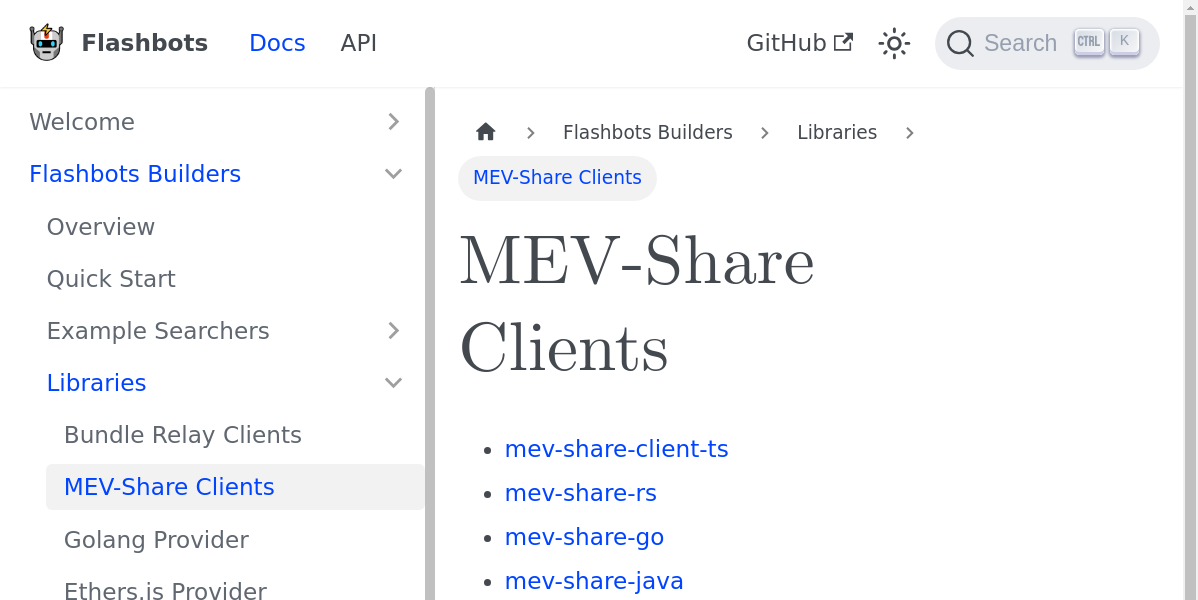 Flashbots Docs API GitHub Search CTRL K
Welcome
Flashbots Builders
Overview
Quick Start
Example Searchers
Libraries
Bundle Relay Clients
MEV-Share Clients
Golang Provider
Ethers.js Provider
Flashbots Builders Libraries
MEV-Share Clients
MEV-Share
Clients
mev-share-client-ts
mev-share-rs
mev-share-go
mev-share-java